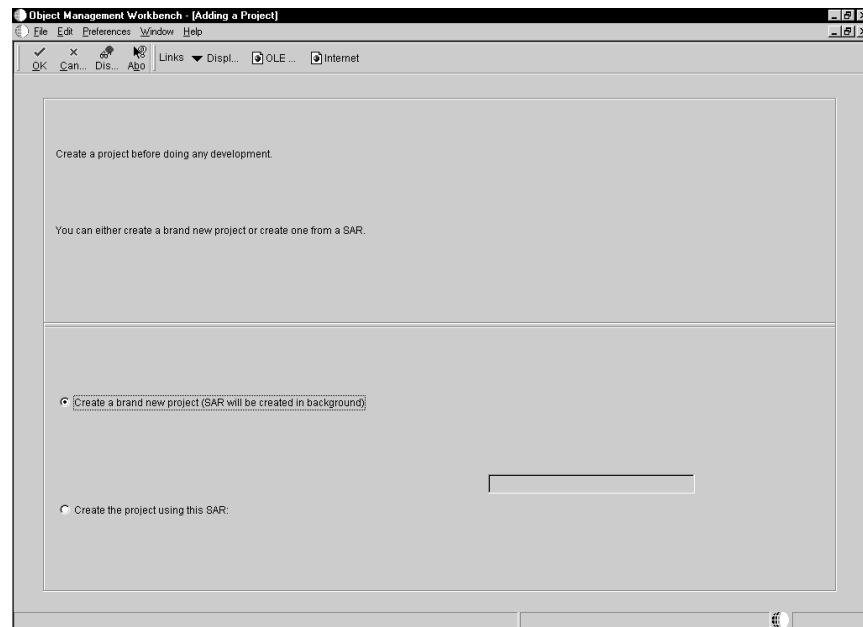 Object Management Workbench - [Adding a Project]
File Edit Preferences Window Help
OK Can... Dis... Abo Links Displ... OLE ... Internet
Create a project before doing any development.
You can either create a brand new project or create one from a SAR.
Create a brand new project (SAR will be created in background)
Create the project using this SAR: